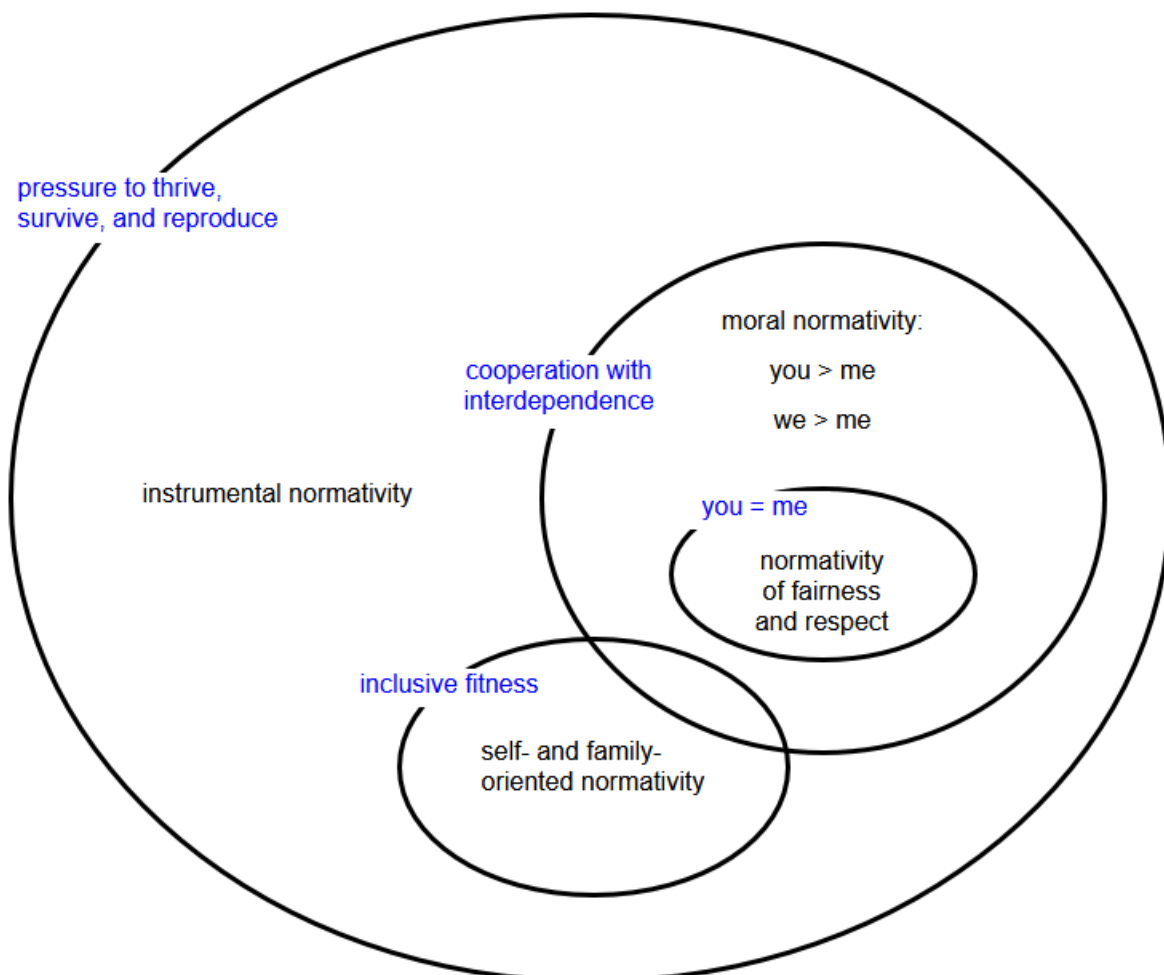 pressure to thrive,
survive, and reproduce
moral normativity:
cooperation with
interdependence
you > me
we > me
instrumental normativity
you = me
normativity
of fairness
and respect
inclusive fitness
self- and family-
oriented normativity